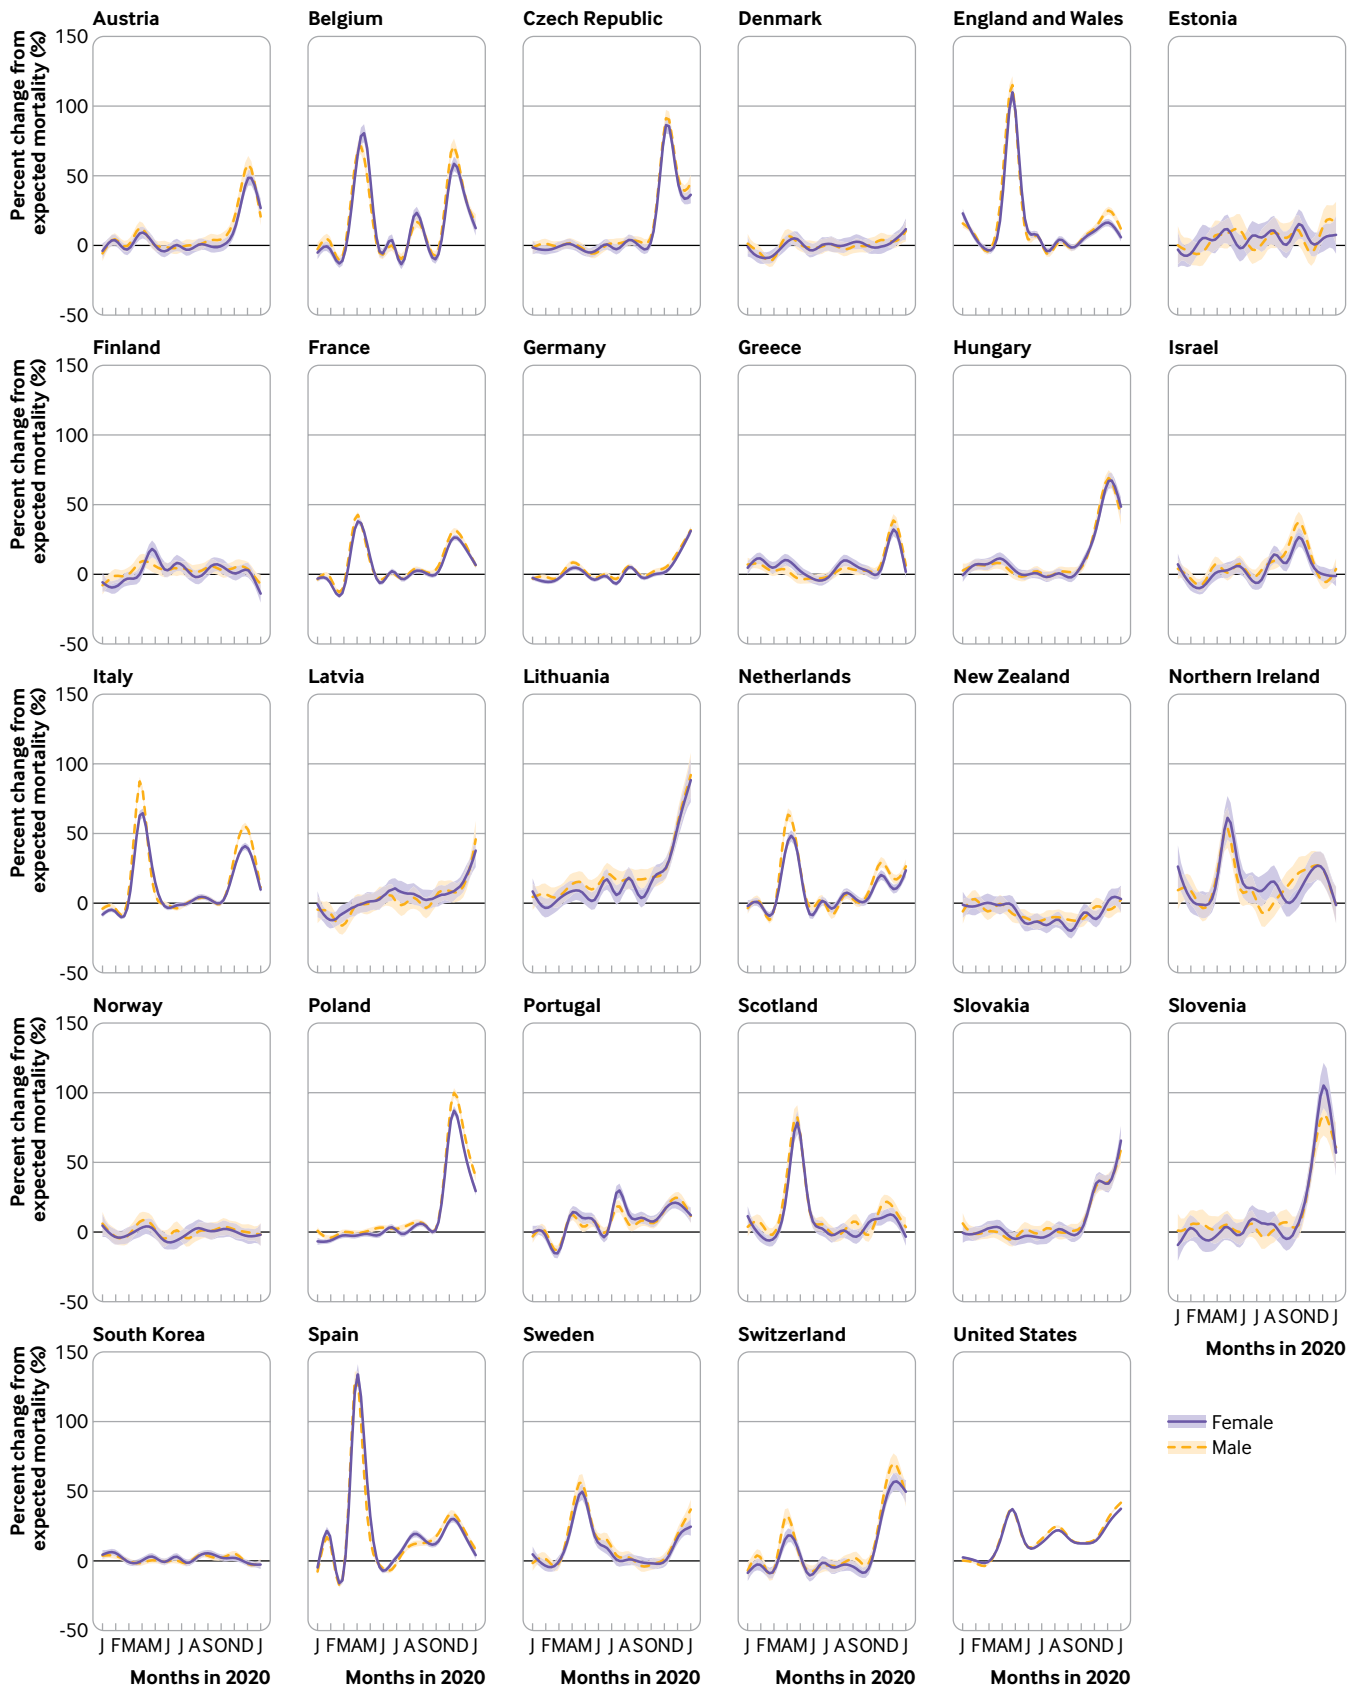 Austria
Belgium
Czech Republic
Denmark
England and Wales
Estonia
Percent change from
expected mortality (%)
150
100
50
0
-50
Finland
France
Germany
Greece
Hungary
Israel
Percent change from
expected mortality (%)
150
100
50
0
-50
Italy
Latvia
Lithuania
Netherlands
New Zealand
Northern Ireland
Percent change from
expected mortality (%)
150
100
50
0
-50
Norway
Poland
Portugal
Scotland
Slovakia
Slovenia
Percent change from
expected mortality (%)
150
100
50
0
-50
J FMAMJ J ASOND J
Months in 2020
South Korea
Spain
Sweden
Switzerland
United States
Percent change from
expected mortality (%)
150
100
50
0
-50
Female
Male
J FMAMJ J ASOND J
J FMAMJ J ASOND J
J FMAMJ J ASOND J
J FMAMJ J ASOND J
J FMAMJ J ASOND J
Months in 2020
Months in 2020
Months in 2020
Months in 2020
Months in 2020